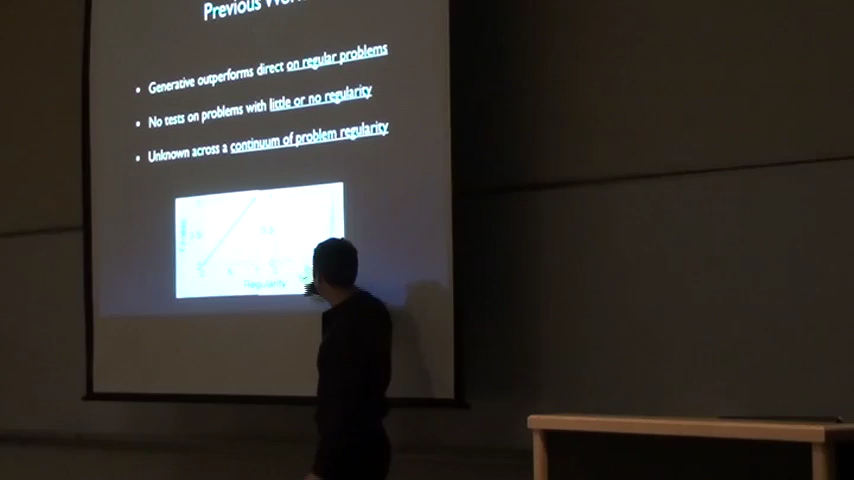 Previous
• Generative outperforms direct on regular problems
• No tests on problems with little or no regularity
• Unknown across a continuum of problem regularity
Regularity